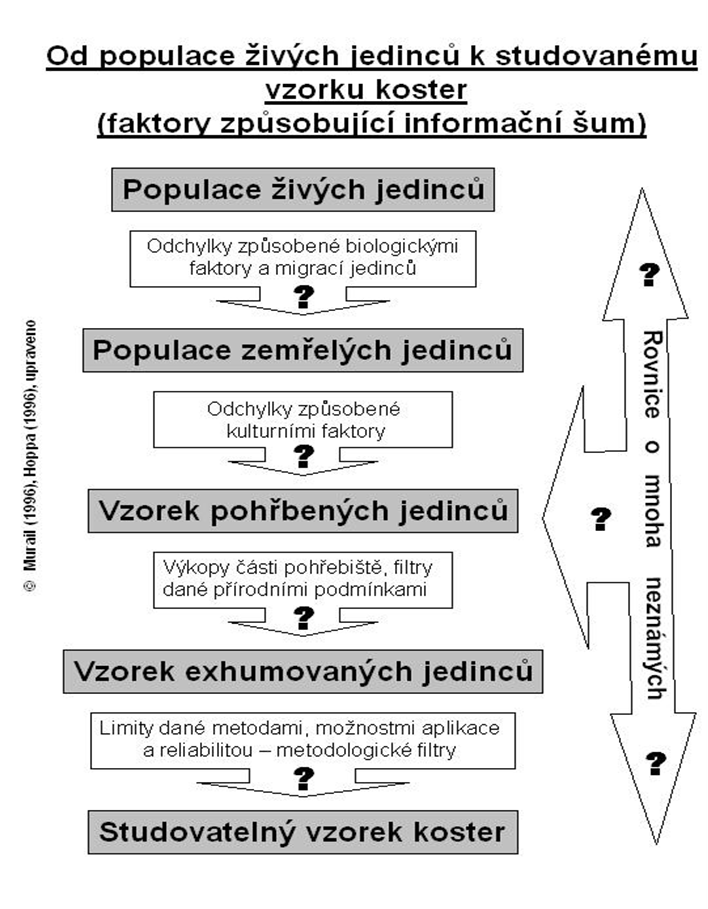 Od populace živých jedinců k studovanému
vzorku koster
(faktory způsobující informační šum)
Populace živých jedinců
Odchylky způsobené biologickými
faktory a migrací jedinců
?
Populace zemřelých jedinců
Odchylky způsobené
kulturními faktory
?
Vzorek pohřbených jedinců
Výkopy části pohřebiště, filtry
dané přírodními podmínkami
?
Vzorek exhumovaných jedinců
Limity dané metodami, možnostmi aplikace
a reliabilitou – metodologické filtry
?
Studovatelný vzorek koster
?
Rovnice o mnoha neznámých
?
?
© Murail (1996), Hoppa (1996), upraveno